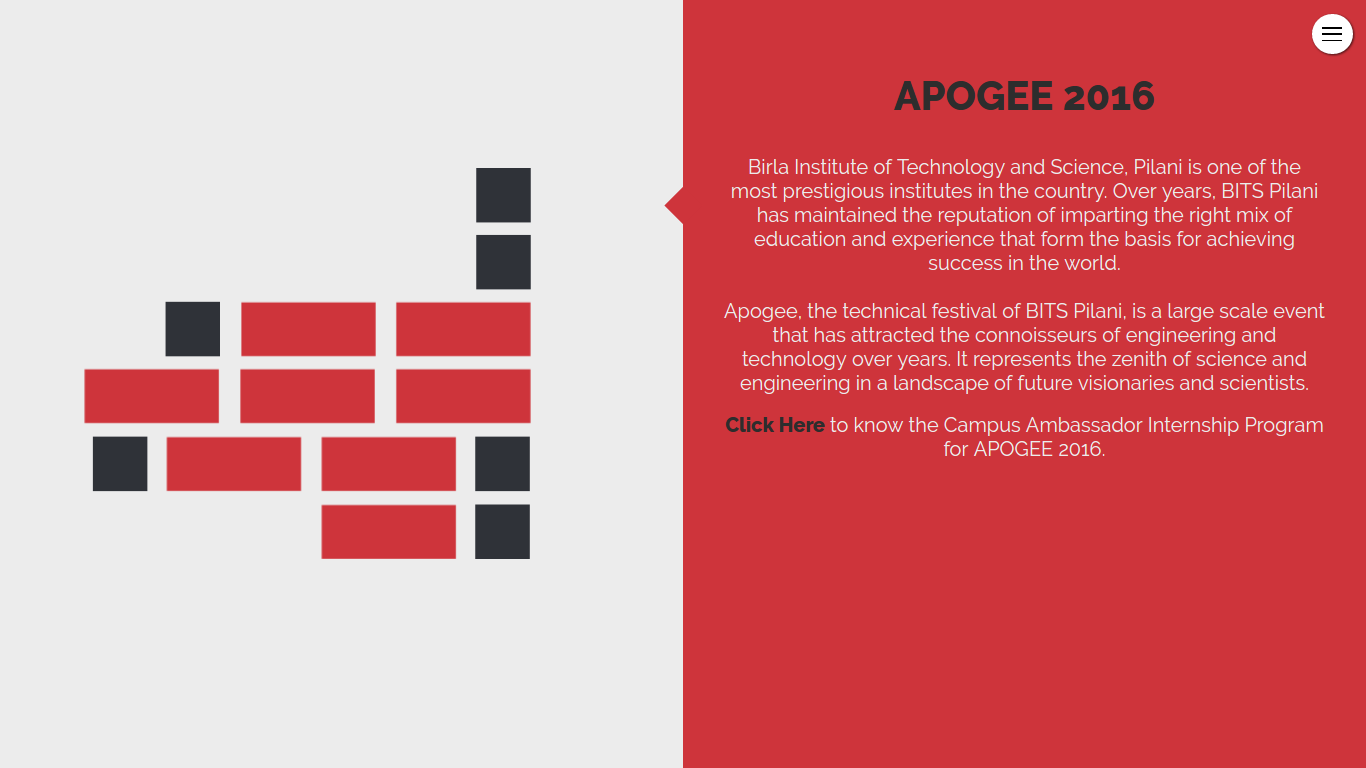 APOGEE 2016
Birla Institute of Technology and Science, Pilani is one of the
most prestigious institutes in the country. Over years, BITS Pilani
has maintained the reputation of imparting the right mix of
education and experience that form the basis for achieving
success in the world.
Apogee, the technical festival of BITS Pilani, is a large scale event
that has attracted the connoisseurs of engineering and
technology over years. It represents the zenith of science and
engineering in a landscape of future visionaries and scientists.
Click Here to know the Campus Ambassador Internship Program
for APOGEE 2016.